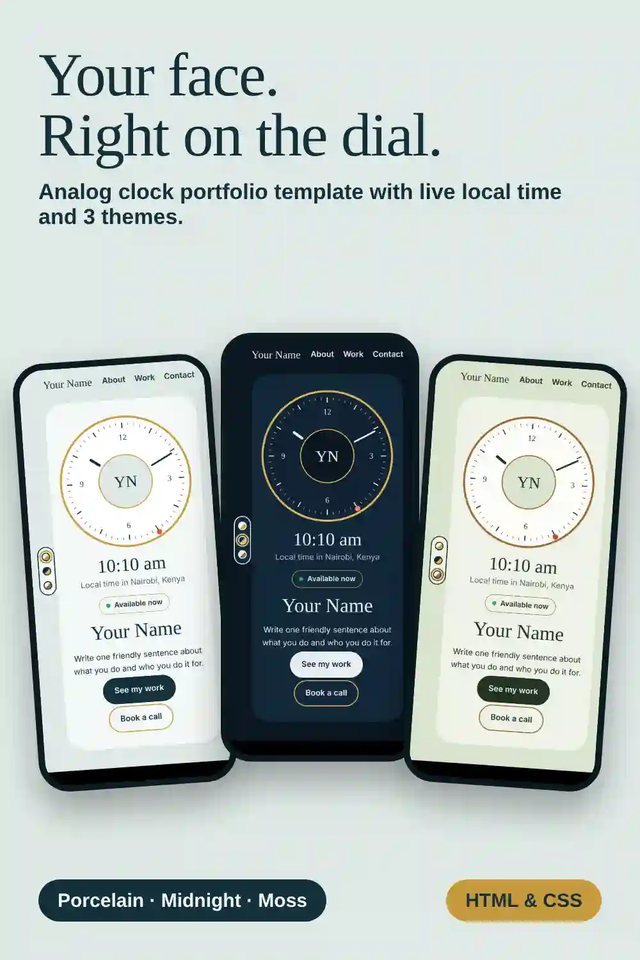 Your face.
Right on the dial.
Analog clock portfolio template with live local time
and 3 themes.
Your Name About Work Contact
12
9 YN 3
6
10:10 am
Local time in Nairobi, Kenya
Available now
Your Name
Write one friendly sentence about
what you do and who you do it for.
See my work
Book a call
Your Name About Work Contact
12
9 YN 3
6
10:10 am
Local time in Nairobi, Kenya
Available now
Your Name
Write one friendly sentence about
what you do and who you do it for.
See my work
Book a call
Your Name About Work Contact
12
9 YN 3
6
10:10 am
Local time in Nairobi, Kenya
Available now
Your Name
Write one friendly sentence about
what you do and who you do it for.
See my work
Book a call
Porcelain · Midnight · Moss
HTML & CSS